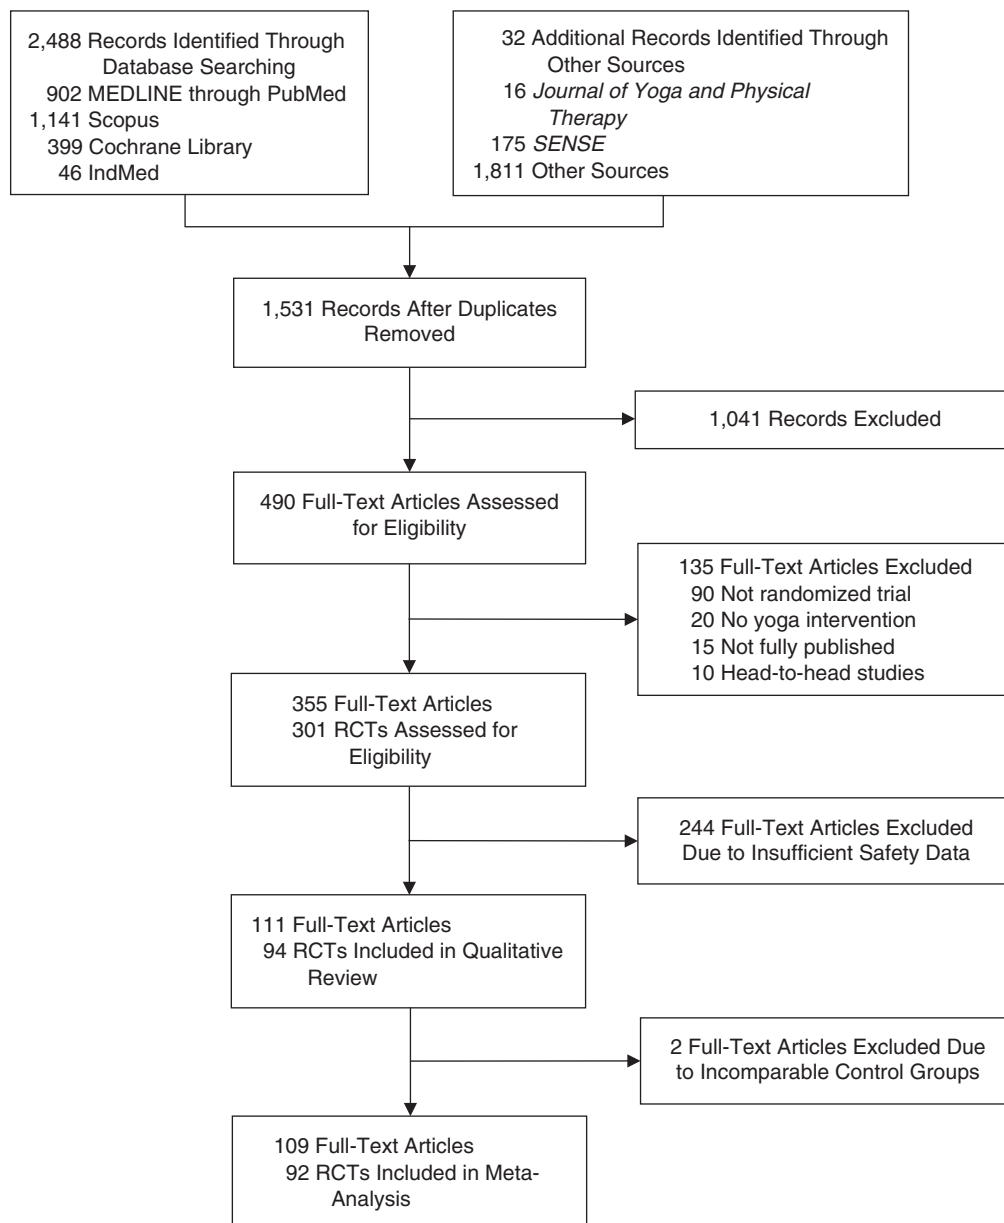 2,488 Records Identified Through
Database Searching
902 MEDLINE through PubMed
1,141 Scopus
399 Cochrane Library
46 IndMed
32 Additional Records Identified Through
Other Sources
16 Journal of Yoga and Physical
Therapy
175 SENSE
1,811 Other Sources
1,531 Records After Duplicates
Removed
1,041 Records Excluded
490 Full-Text Articles Assessed
for Eligibility
135 Full-Text Articles Excluded
90 Not randomized trial
20 No yoga intervention
15 Not fully published
10 Head-to-head studies
355 Full-Text Articles
301 RCTs Assessed for
Eligibility
244 Full-Text Articles Excluded
Due to Insufficient Safety Data
111 Full-Text Articles
94 RCTs Included in Qualitative
Review
2 Full-Text Articles Excluded Due
to Incomparable Control Groups
109 Full-Text Articles
92 RCTs Included in Meta-
Analysis